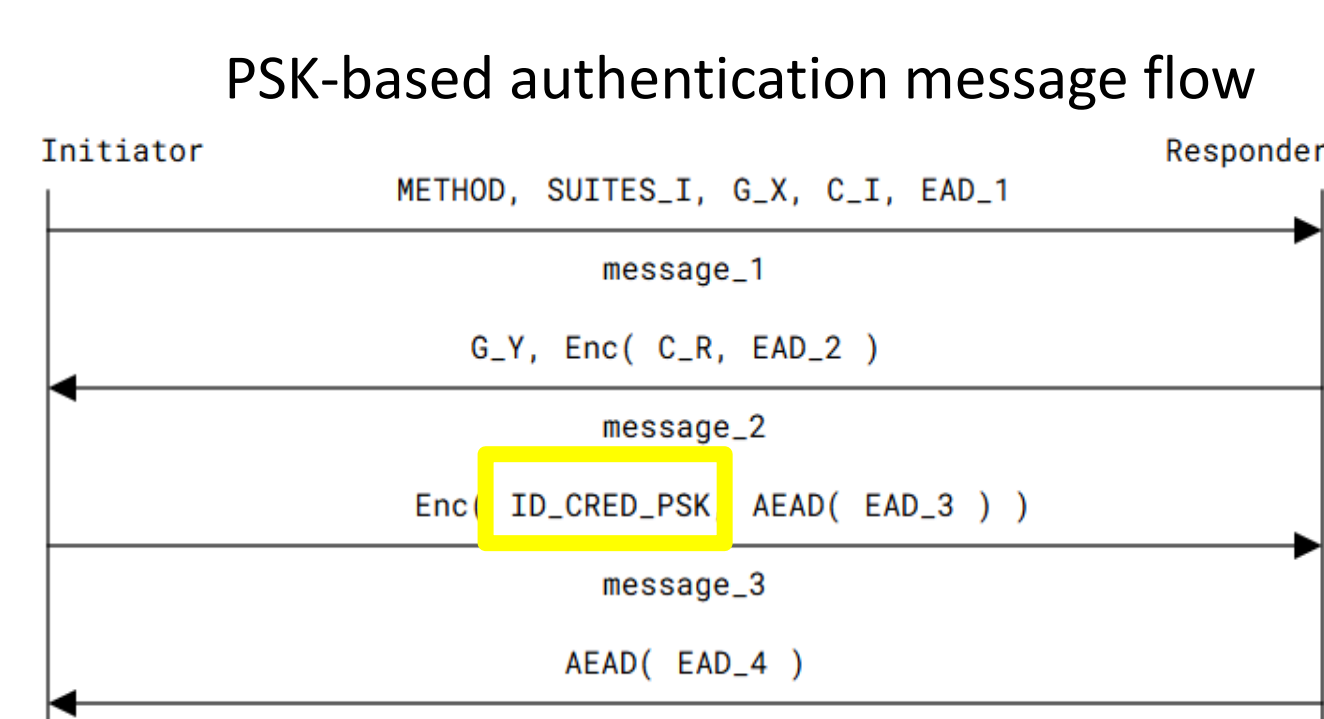 PSK-based authentication message flow
Initiator Responder
METHOD, SUITES_I, G_X, C_I, EAD_1
message_1
G_Y, Enc( C_R, EAD_2 )
message_2
Enc( ID_CRED_PSK, AEAD( EAD_3 ) )
message_3
AEAD( EAD_4 )